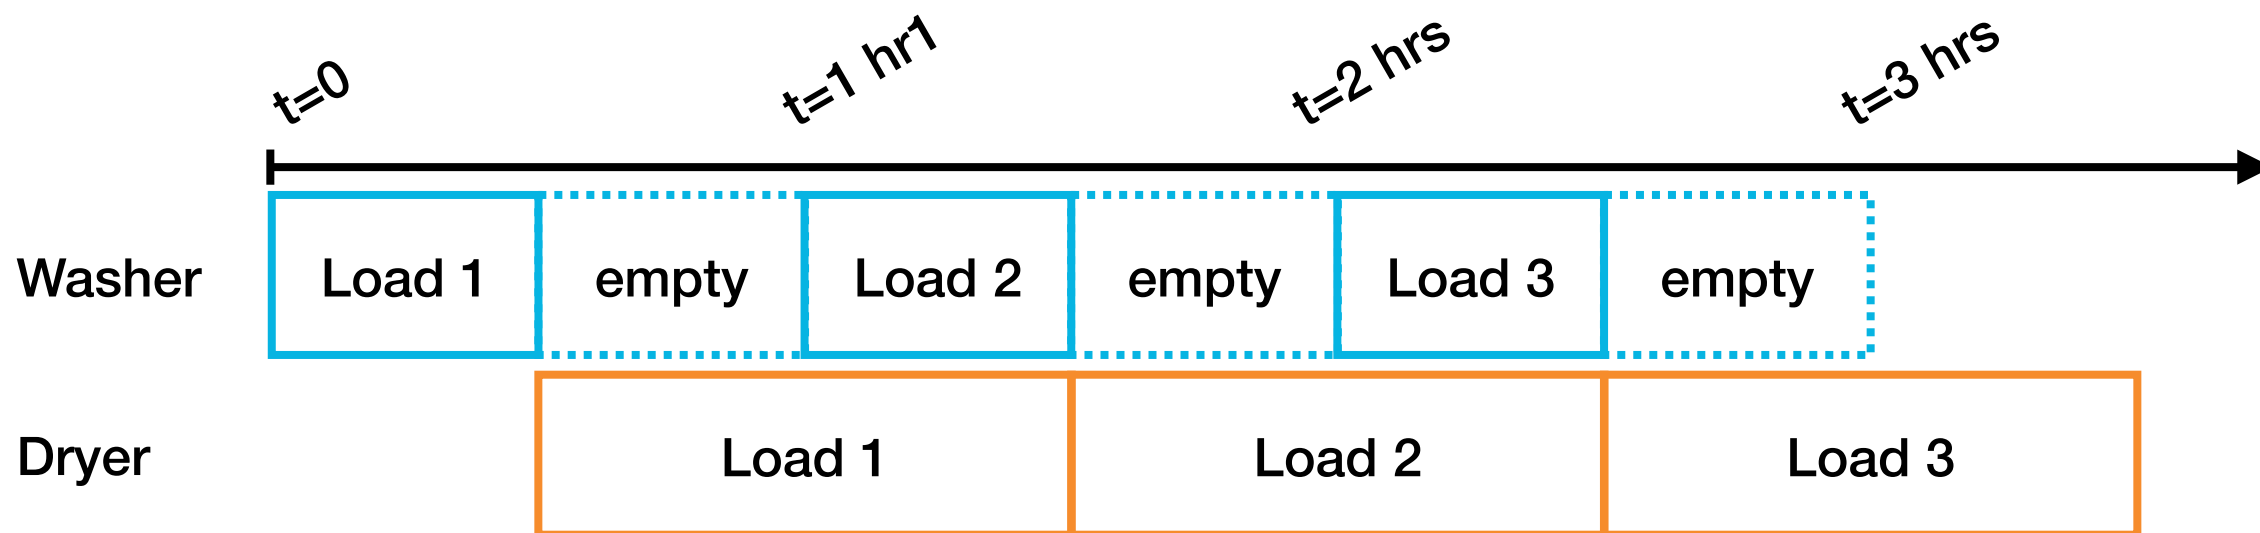 t=0
t=1 hr1
t=2 hrs
t=3 hrs
Washer
Load 1
empty
Load 2
empty
Load 3
empty
Dryer
Load 1
Load 2
Load 3